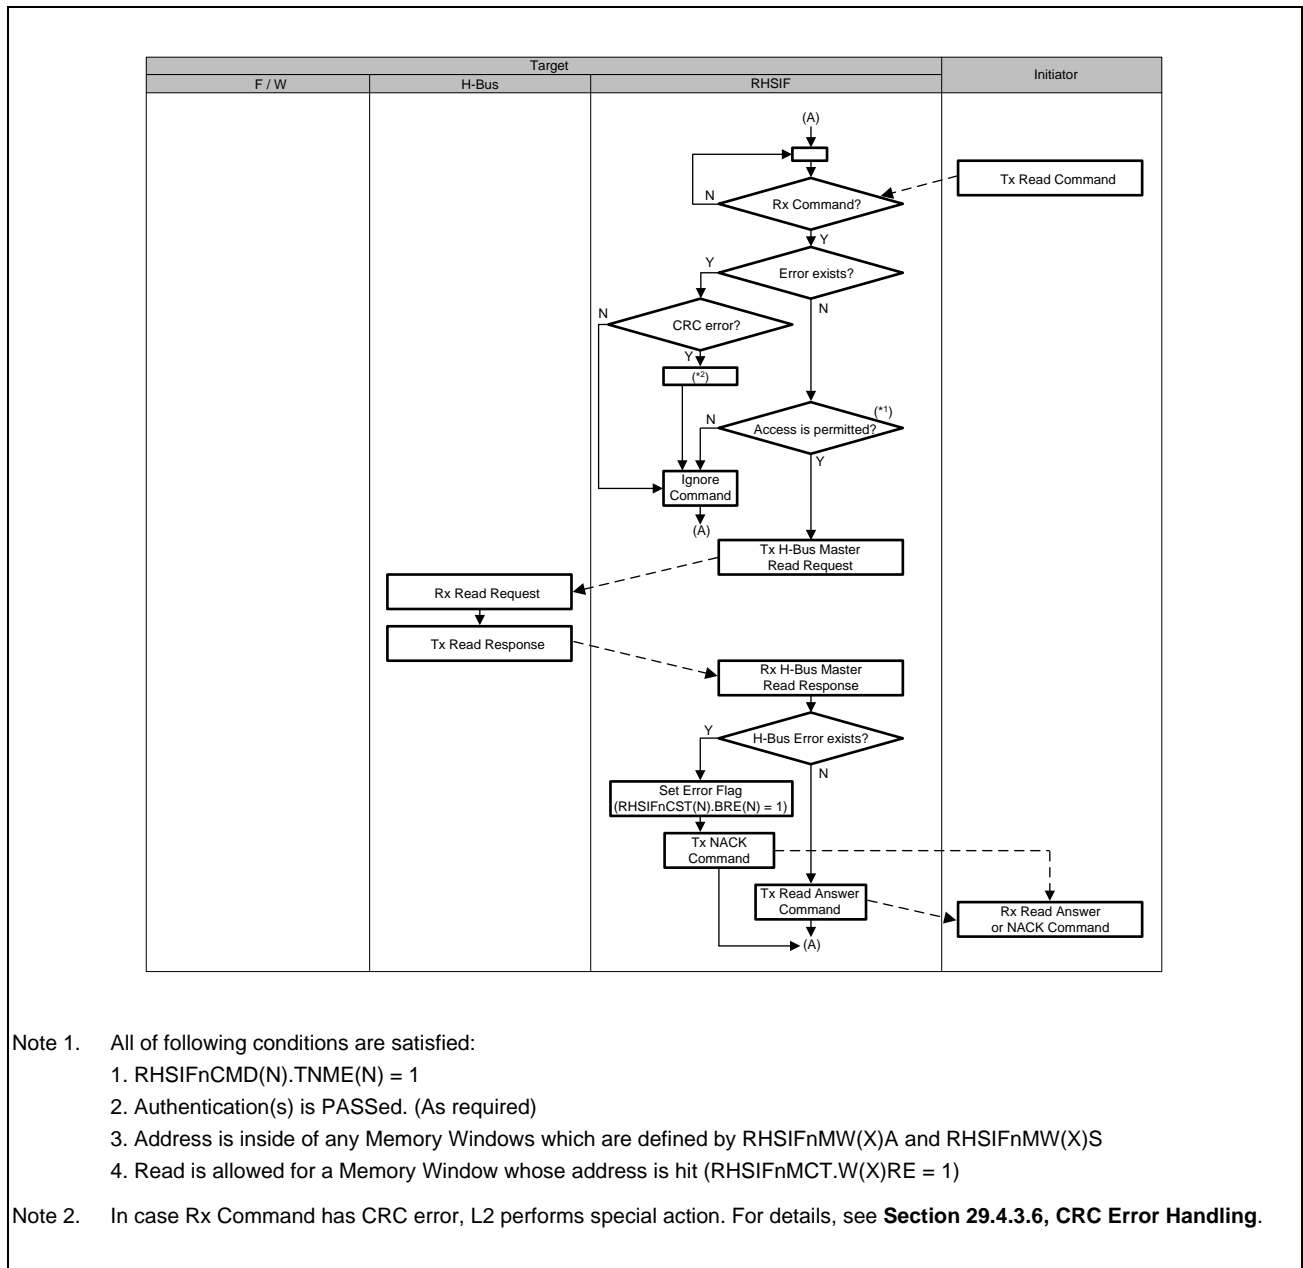 Target
Initiator
F / W
H-Bus
RHSIF
(A)
Tx Read Command
N
Rx Command?
Y
Y
Error exists?
N
N
CRC error?
Y
(*2)
(*1)
N
Access is permitted?
Y
Ignore
Command
(A)
Tx H-Bus Master
Read Request
Rx Read Request
Tx Read Response
Rx H-Bus Master
Read Response
Y
H-Bus Error exists?
N
Set Error Flag
(RHSIFnCST(N).BRE(N) = 1)
Tx NACK
Command
Tx Read Answer
Command
Rx Read Answer
or NACK Command
(A)
Note 1. All of following conditions are satisfied:
1. RHSIFnCMD(N).TNME(N) = 1
2. Authentication(s) is PASSed. (As required)
3. Address is inside of any Memory Windows which are defined by RHSIFnMW(X)A and RHSIFnMW(X)S
4. Read is allowed for a Memory Window whose address is hit (RHSIFnMCT.W(X)RE = 1)
Note 2. In case Rx Command has CRC error, L2 performs special action. For details, see Section 29.4.3.6, CRC Error Handling.